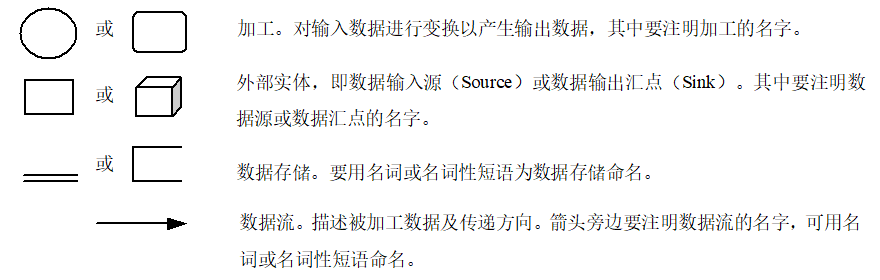 或 加工。对输入数据进行变换以产生输出数据，其中要注明加工的名字。
或 外部实体，即数据输入源（Source）或数据输出汇点（Sink）。其中要注明数
据源或数据汇点的名字。
或 数据存储。要用名词或名词性短语为数据存储命名。
数据流。描述被加工数据及传递方向。箭头旁边要注明数据流的名字，可用名
词或名词性短语命名。